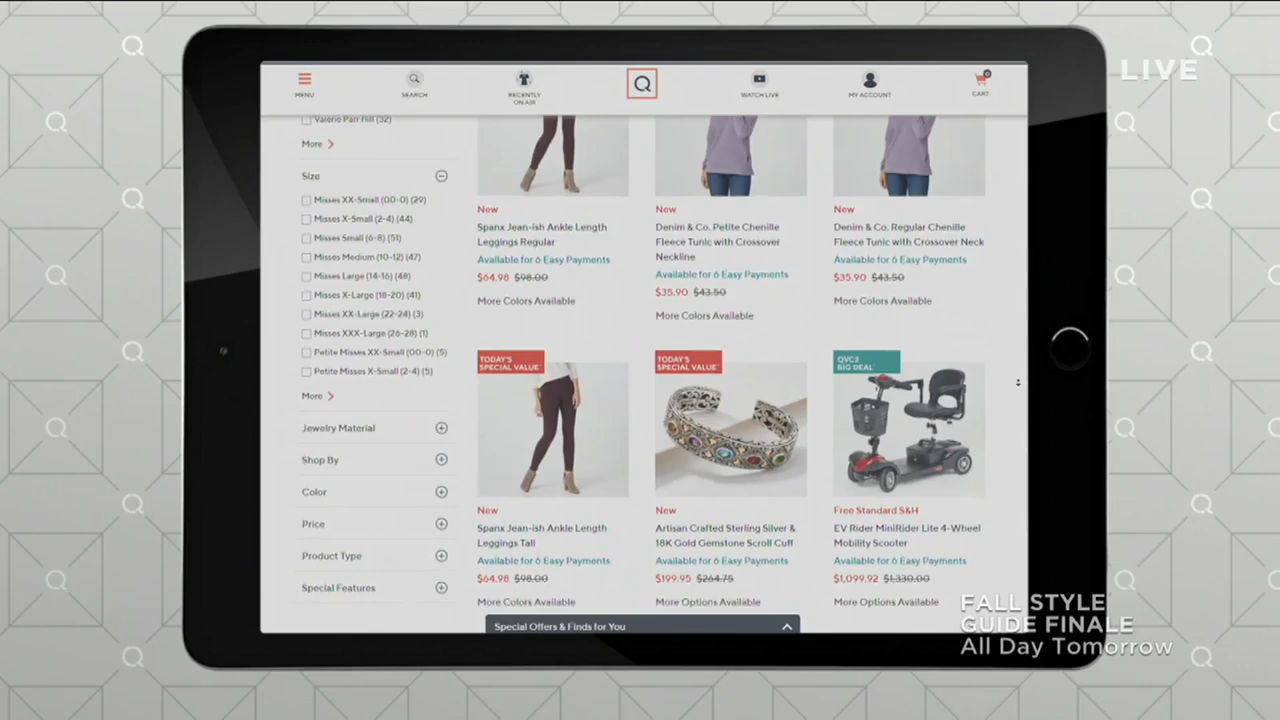 LIVE
MENU
SEARCH
RECENTLY
ON AIR
Q
WATCH LIVE
MY ACCOUNT
0
CART
Valerie Parr Hill (32)
More
Size
Misses XX-Small (00-0) (29)
Misses X-Small (2-4) (44)
Misses Small (6-8) (51)
Misses Medium (10-12) (47)
Misses Large (14-16) (48)
Misses X-Large (18-20) (41)
Misses XX-Large (22-24) (3)
Misses XXX-Large (26-28) (1)
Petite Misses XX-Small (00-0) (5)
Petite Misses X-Small (2-4) (5)
More
Jewelry Material
Shop By
Color
Price
Product Type
Special Features
New
Spanx Jean-ish Ankle Length
Leggings Regular
Available for 6 Easy Payments
$64.98 $98.00
More Colors Available
New
Denim & Co. Petite Chenille
Fleece Tunic with Crossover
Neckline
Available for 6 Easy Payments
$35.90 $43.50
More Colors Available
New
Denim & Co. Regular Chenille
Fleece Tunic with Crossover Neck
Available for 6 Easy Payments
$35.90 $43.50
More Colors Available
TODAY'S
SPECIAL VALUE
New
Spanx Jean-ish Ankle Length
Leggings Tall
Available for 6 Easy Payments
$64.98 $98.00
More Colors Available
TODAY'S
SPECIAL VALUE
New
Artisan Crafted Sterling Silver &
18K Gold Gemstone Scroll Cuff
Available for 6 Easy Payments
$199.95 $264.75
More Options Available
QVC2
BIG DEAL
Free Standard S&H
EV Rider MiniRider Lite 4-Wheel
Mobility Scooter
Available for 6 Easy Payments
$1,099.92 $1,330.00
More Options Available
Special Offers & Finds for You
FALL STYLE
GUIDE FINALE
All Day Tomorrow